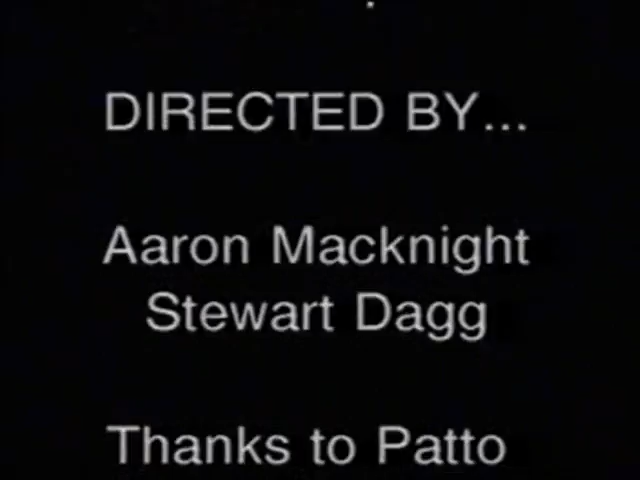 DIRECTED BY...
Aaron Macknight
Stewart Dagg
Thanks to Patto